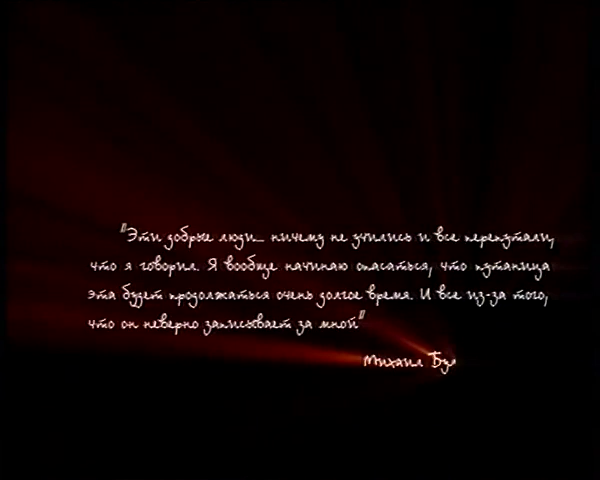 "Эти добрые люди... ничему не учились и все перепутали,
что я говорил. Я вообще начинаю опасаться, что путаница
эта будет продолжаться очень долгое время. И все из-за того,
что он неверно записывает за мной"
Михаил Бул